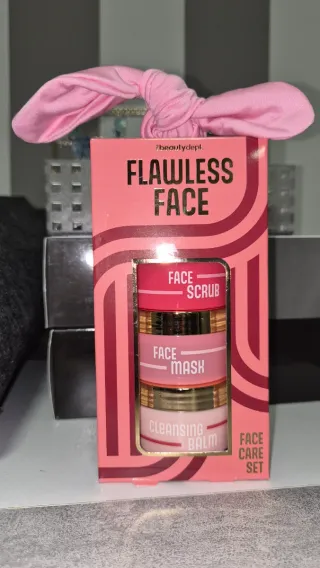 #beautydept.
FLAWLESS
FACE
FACE
SCRUB
FACE
MASK
CLEANSING
BALM
FACE
CARE
SET